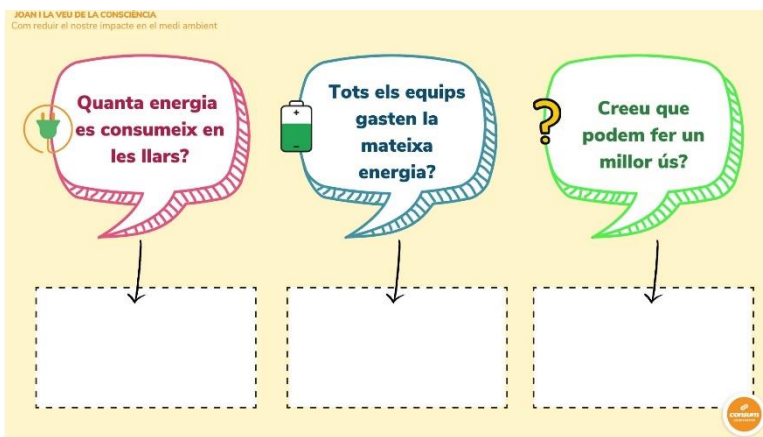 JOAN I LA VEU DE LA CONSCIÈNCIA
Com reduir el nostre impacte en el medi ambient
Quanta energia
es consumeix en
les llars?
Tots els equips
gasten la
mateixa
energia?
Creeu que
podem fer un
millor ús?
consum